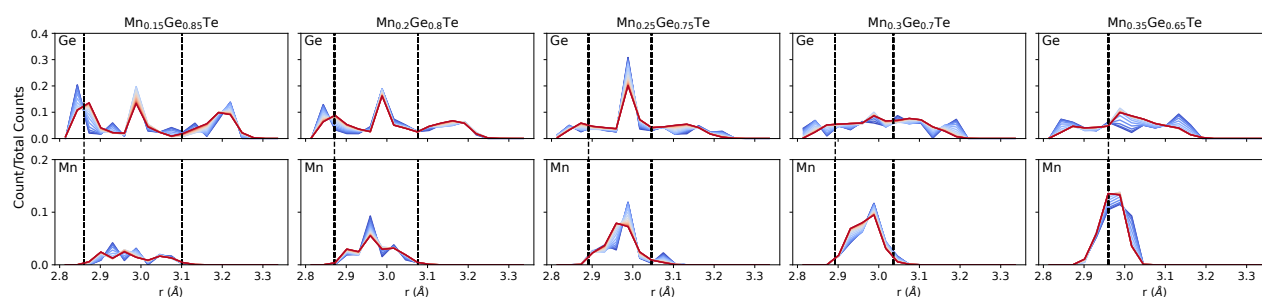 Mn0.15Ge0.85Te Mn0.2Ge0.8Te Mn0.25Ge0.75Te Mn0.3Ge0.7Te Mn0.35Ge0.65Te
Count/Total Counts
0.4
0.3
0.2
0.1
0.0
Ge Ge Ge Ge Ge
0.2
0.1
0.0
Mn Mn Mn Mn Mn
2.8 2.9 3.0 3.1 3.2 3.3 2.8 2.9 3.0 3.1 3.2 3.3 2.8 2.9 3.0 3.1 3.2 3.3 2.8 2.9 3.0 3.1 3.2 3.3 2.8 2.9 3.0 3.1 3.2 3.3
r (Å) r (Å) r (Å) r (Å) r (Å)